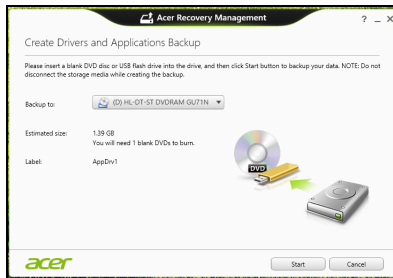 Acer Recovery Management
? _ X
Create Drivers and Applications Backup
Please insert a blank DVD disc or USB flash drive into the drive, and then click Start button to backup your data. NOTE: Do not
disconnect the storage media while creating the backup.
Backup to: (D) HL-DT-ST DVDRAM GU71N
Estimated size: 1.39 GB
You will need 1 blank DVDs to burn.
Label: AppDrv1
DVD
acer Start Cancel